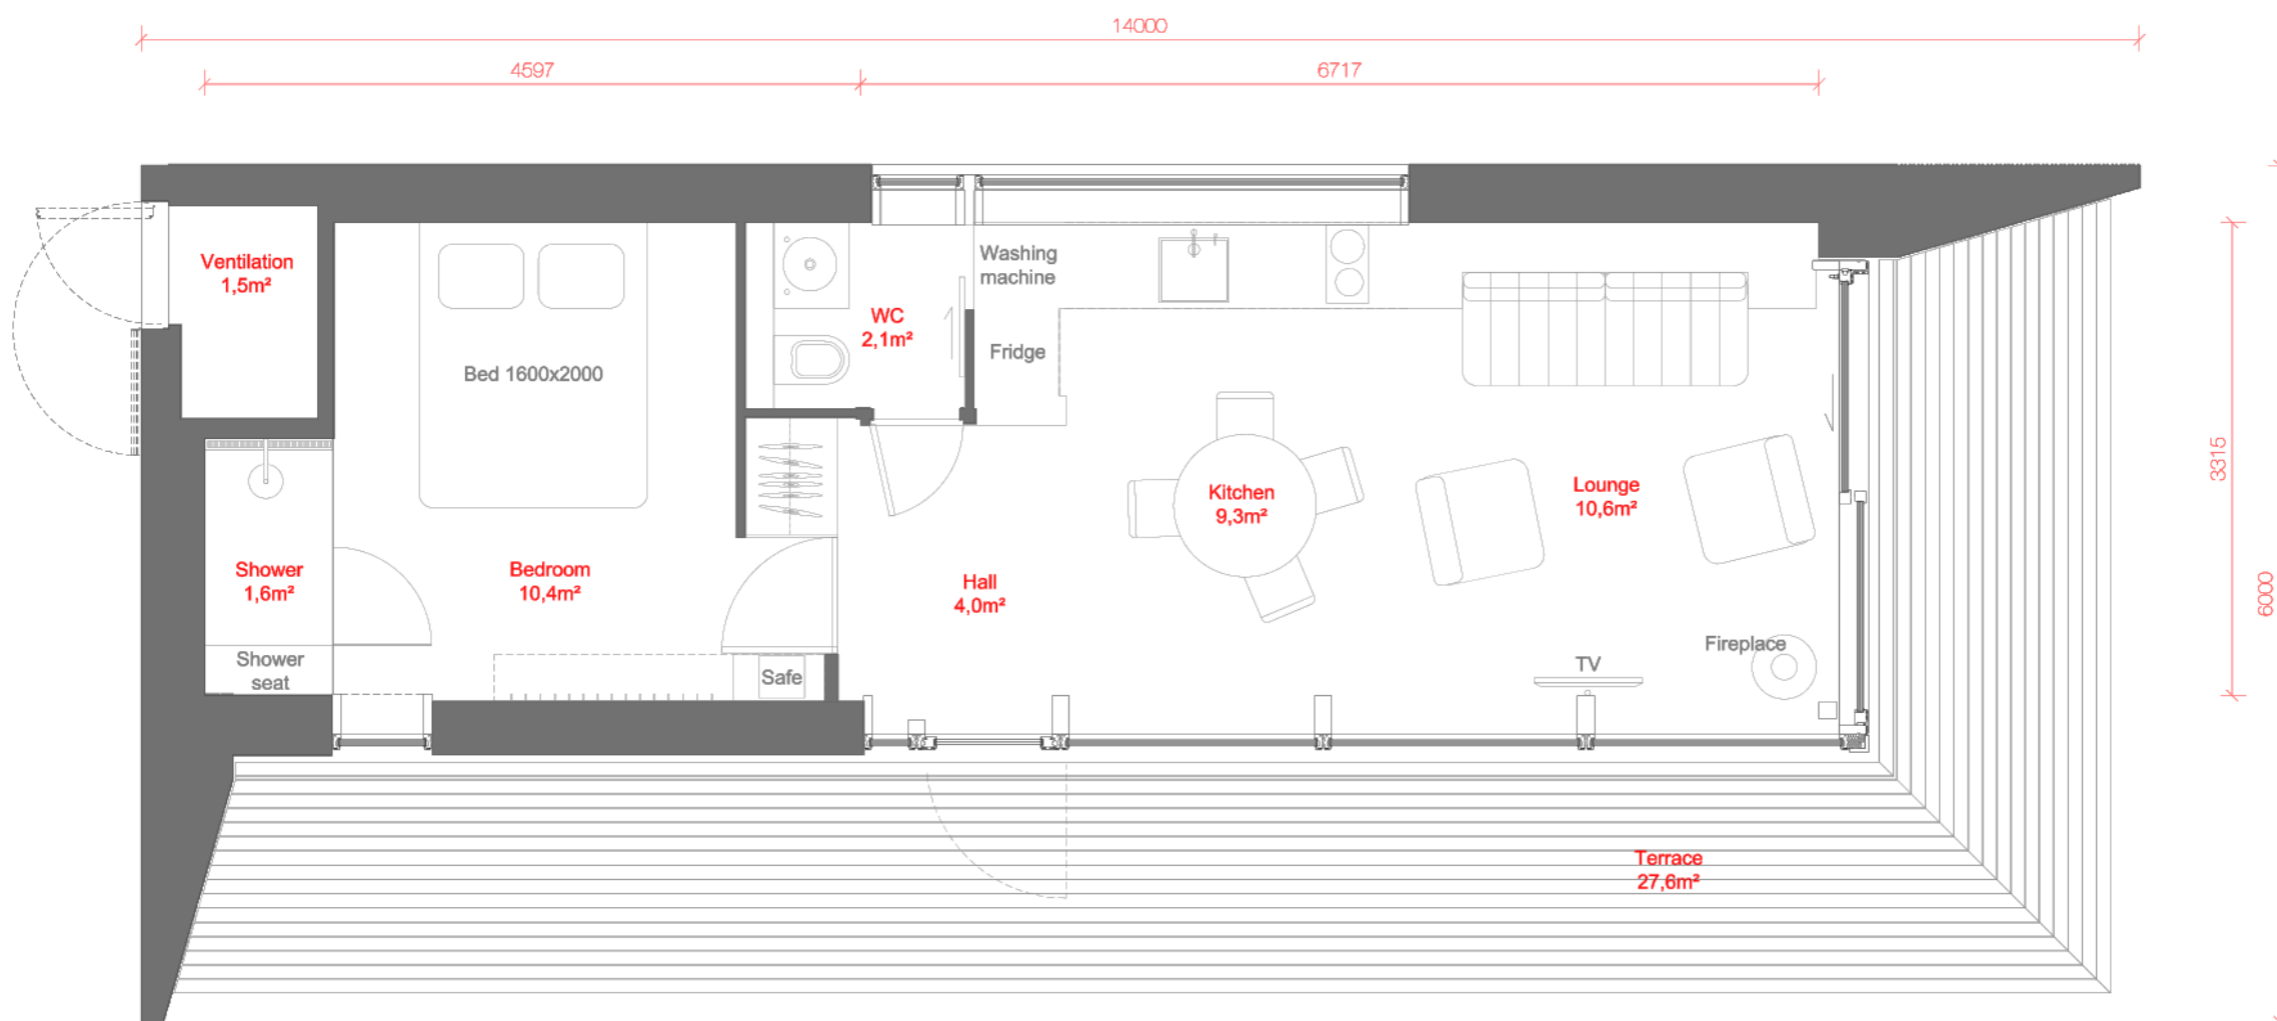 14000
4597
6717
Ventilation
1,5m²
Washing
machine
WC
2,1m²
Fridge
Bed 1600x2000
3315
Kitchen
9,3m²
Lounge
10,6m²
Shower
1,6m²
Bedroom
10,4m²
Hall
4,0m²
6000
Shower
seat
Safe
TV
Fireplace
Terrace
27,6m²